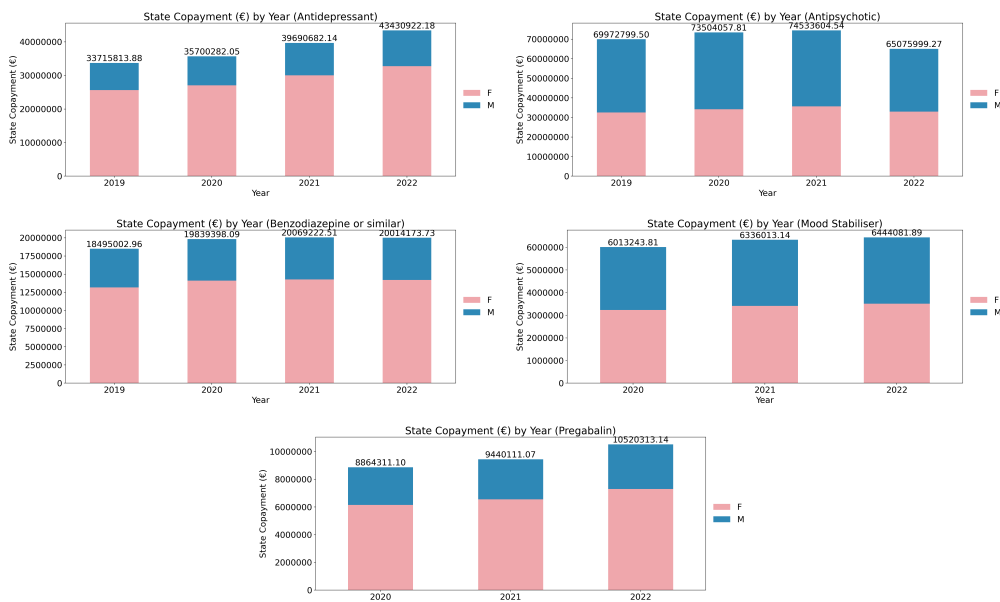 State Copayment (€) by Year (Antidepressant)
43430922.18
39690682.14
35700282.05
33715813.88
40000000
30000000
20000000
10000000
0
State Copayment (€)
2019 2020 2021 2022
Year
F
M
State Copayment (€) by Year (Antipsychotic)
69972799.50 73504057.81 74533604.54 65075999.27
70000000
60000000
50000000
40000000
30000000
20000000
10000000
0
State Copayment (€)
2019 2020 2021 2022
Year
F
M
State Copayment (€) by Year (Benzodiazepine or similar)
18495002.96 19839398.09 20069222.51 20014173.73
20000000
17500000
15000000
12500000
10000000
7500000
5000000
2500000
0
State Copayment (€)
2019 2020 2021 2022
Year
F
M
State Copayment (€) by Year (Mood Stabiliser)
6013243.81 6336013.14 6444081.89
6000000
5000000
4000000
3000000
2000000
1000000
0
State Copayment (€)
2020 2021 2022
Year
F
M
State Copayment (€) by Year (Pregabalin)
8864311.10 9440111.07 10520313.14
10000000
8000000
6000000
4000000
2000000
0
State Copayment (€)
2020 2021 2022
F
M